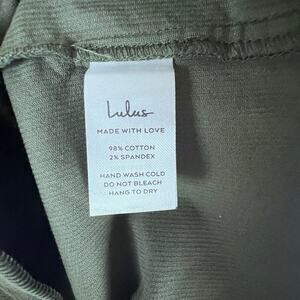 Lulus
MADE WITH LOVE
98% COTTON
2% SPANDEX
HAND WASH COLD
DO NOT BLEACH
HANG TO DRY